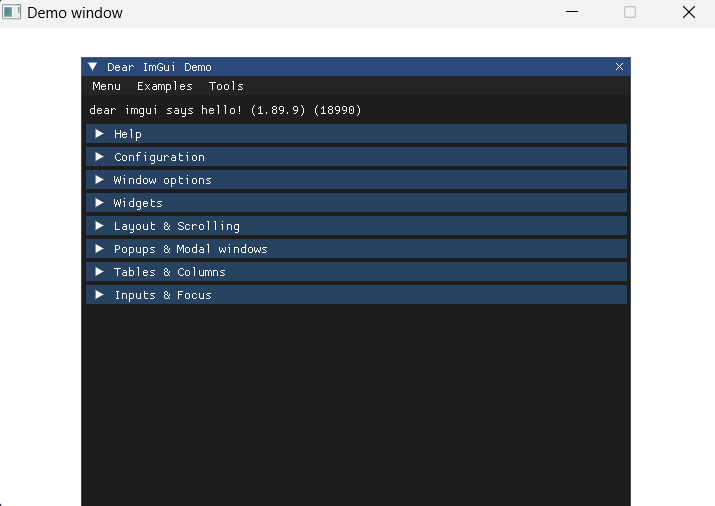 Demo window
Dear ImGui Demo
Menu Examples Tools
dear imgui says hello! (1.89.9) (18990)
Help
Configuration
Window options
Widgets
Layout & Scrolling
Popups & Modal windows
Tables & Columns
Inputs & Focus